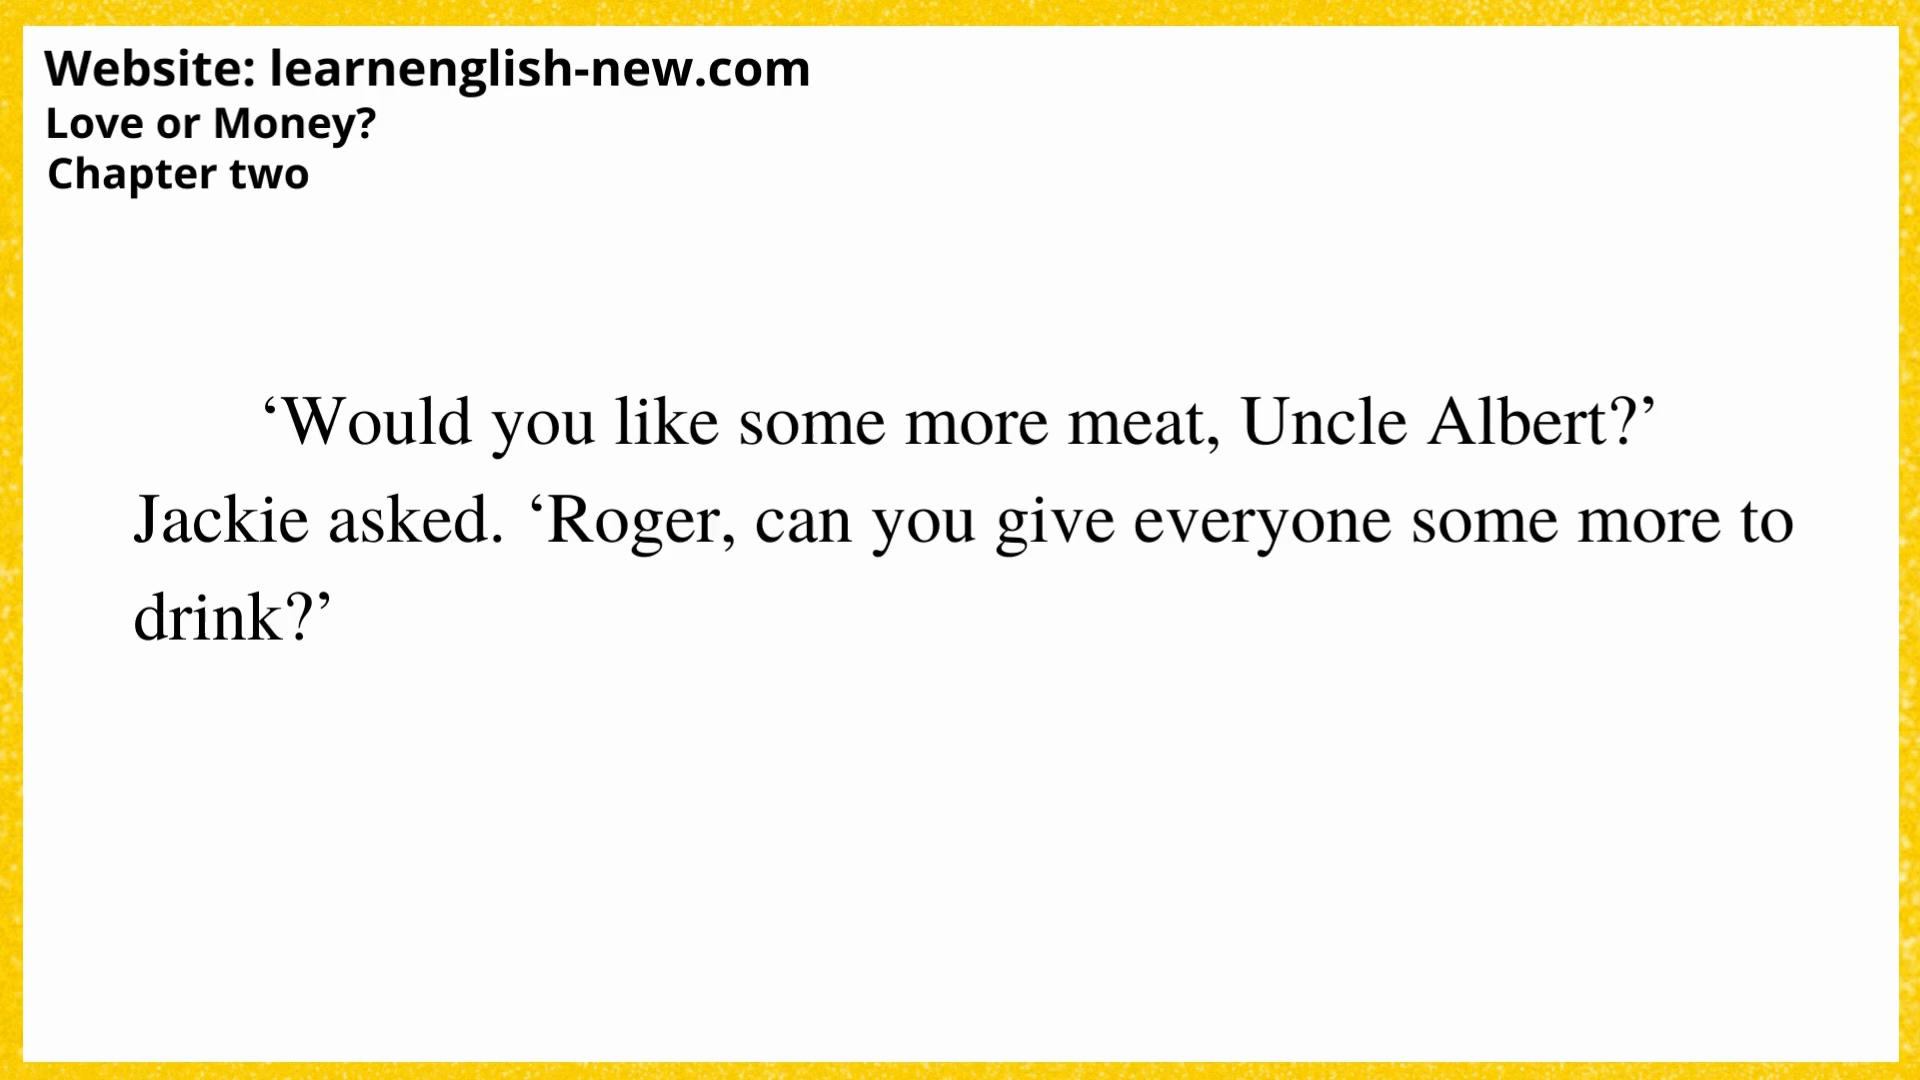 Website: learnenglish-new.com
Love or Money?
Chapter two
‘Would you like some more meat, Uncle Albert?’
Jackie asked. ‘Roger, can you give everyone some more to
drink?’